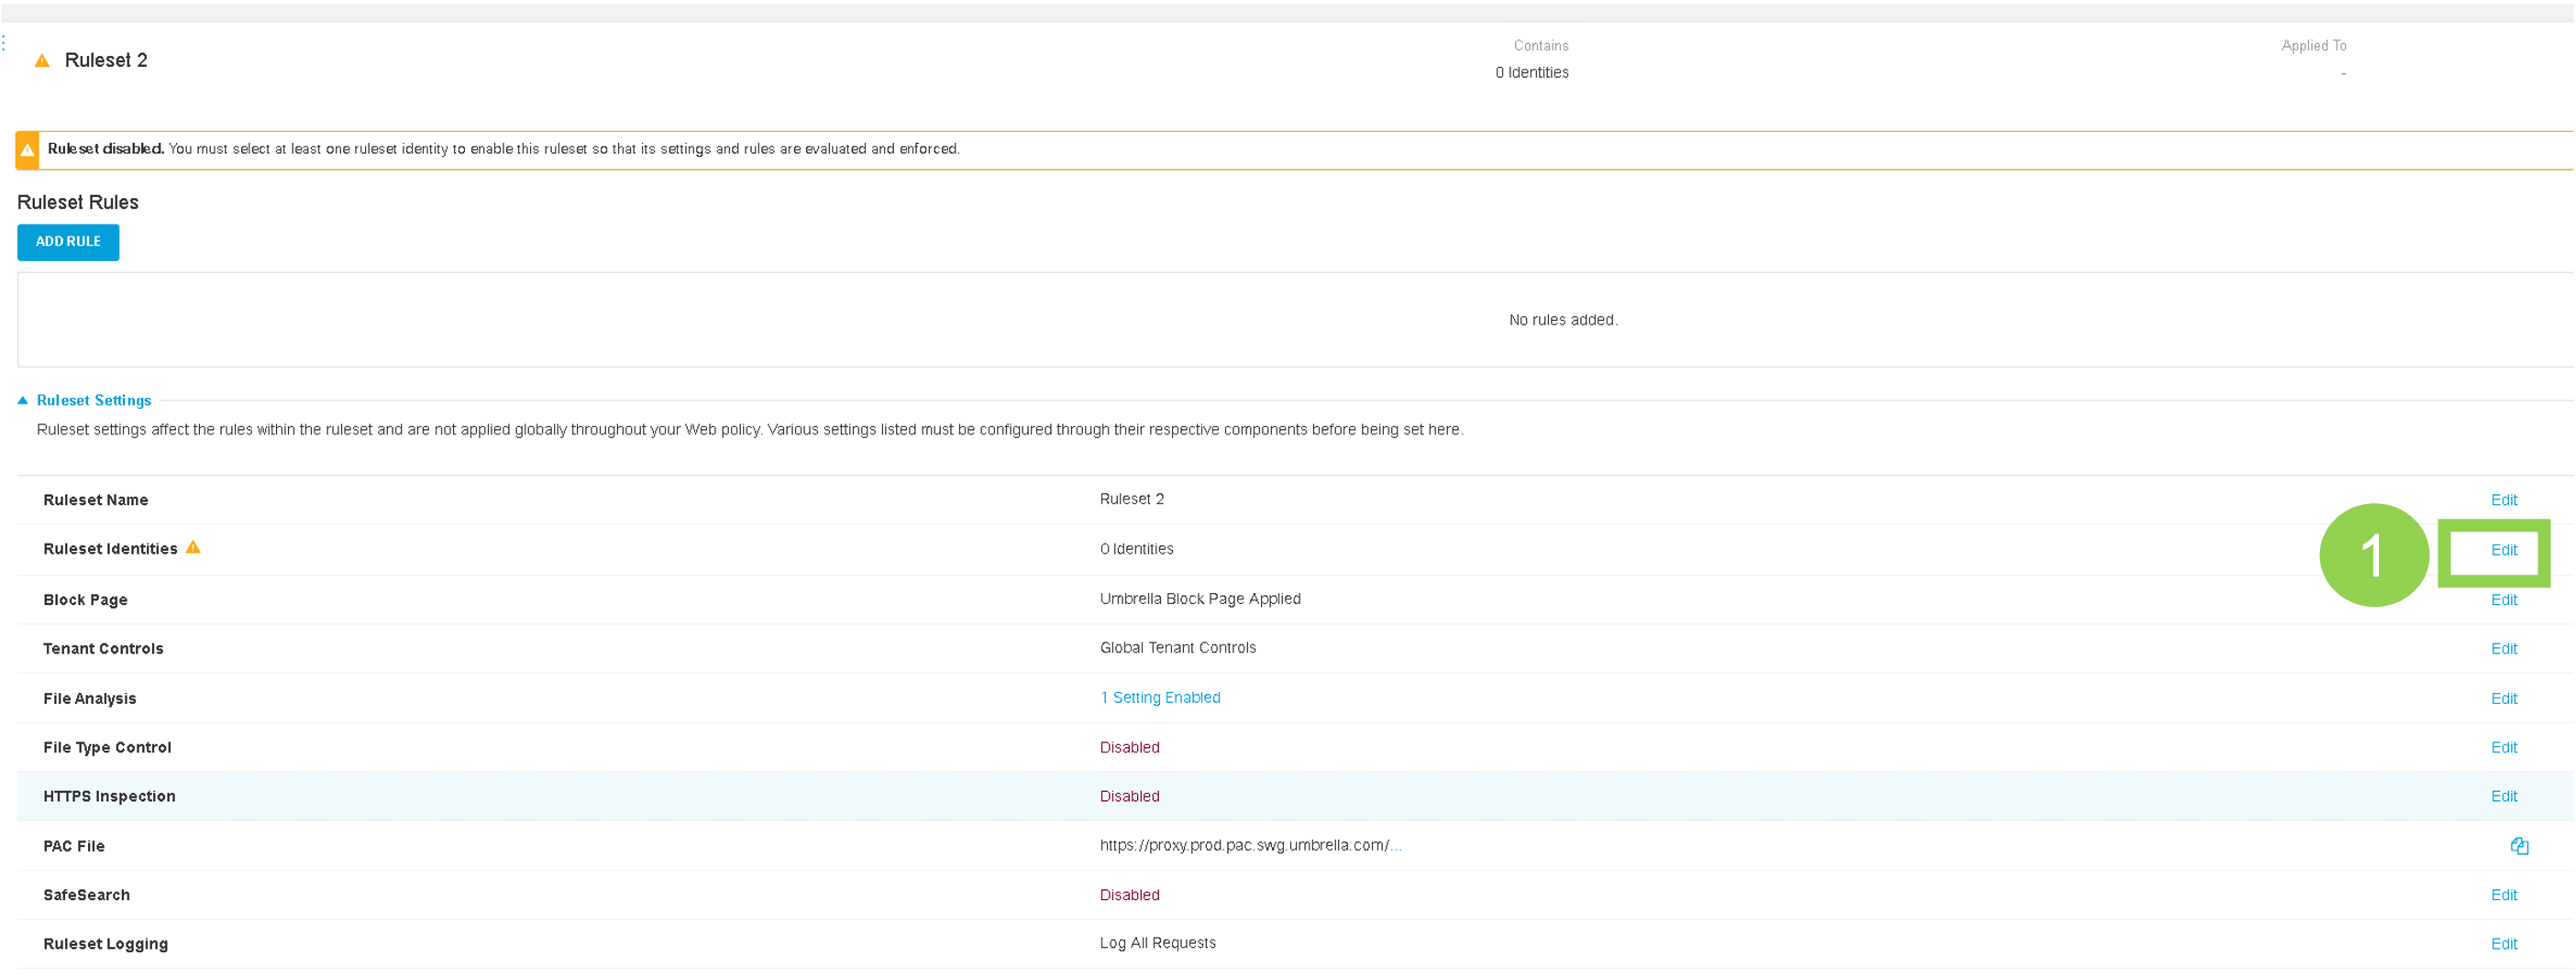 Ruleset 2
Contains
0 Identities
Applied To
-
Ruleset disabled. You must select at least one ruleset identity to enable this ruleset so that its settings and rules are evaluated and enforced.
Ruleset Rules
ADD RULE
No rules added.
Ruleset Settings
Ruleset settings affect the rules within the ruleset and are not applied globally throughout your Web policy. Various settings listed must be configured through their respective components before being set here.
Ruleset Name Ruleset 2 Edit
Ruleset Identities 0 Identities 1 Edit
Block Page Umbrella Block Page Applied Edit
Tenant Controls Global Tenant Controls Edit
File Analysis 1 Setting Enabled Edit
File Type Control Disabled Edit
HTTPS Inspection Disabled Edit
PAC File https://proxy.prod.pac.swg.umbrella.com/...
SafeSearch Disabled Edit
Ruleset Logging Log All Requests Edit